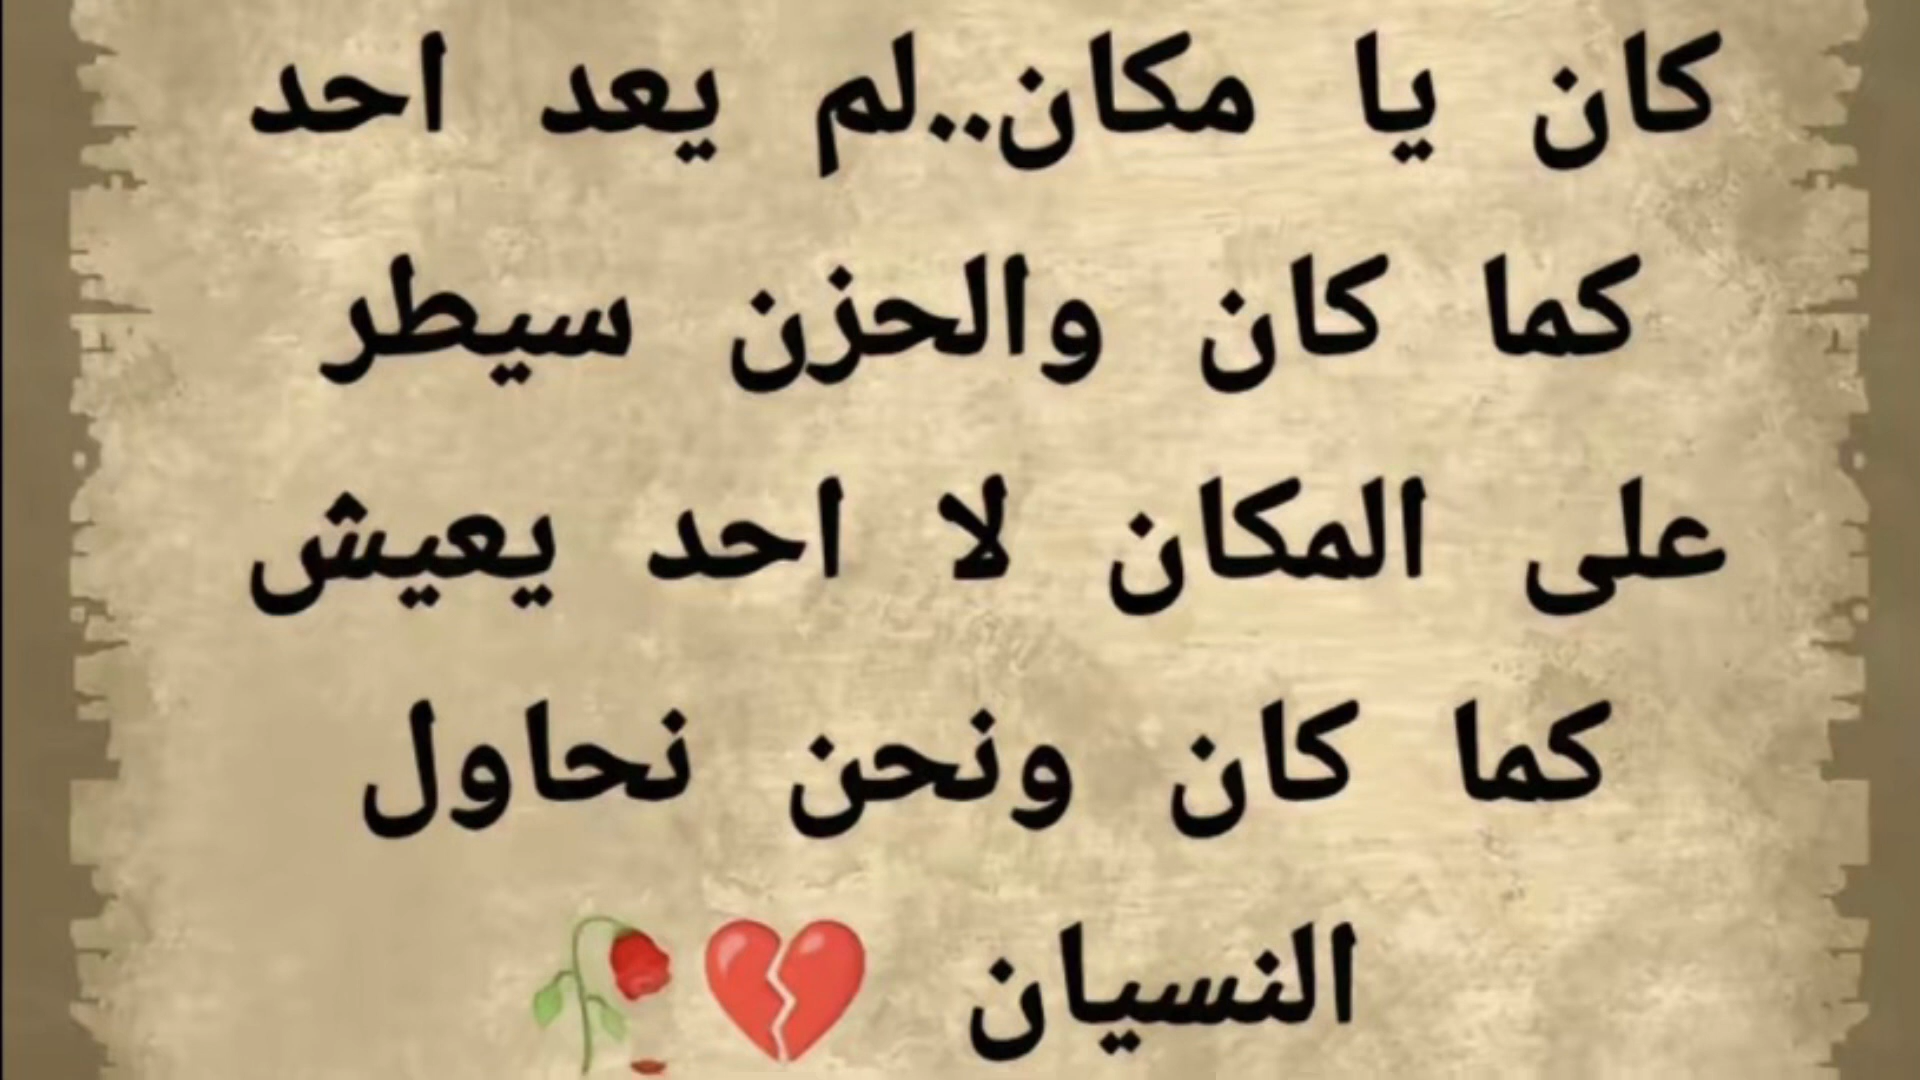 كان يا مكان..لم يعد احد
كما كان والحزن سيطر
على المكان لا احد يعيش
كما كان ونحن نحاول
النسيان 💔🥀